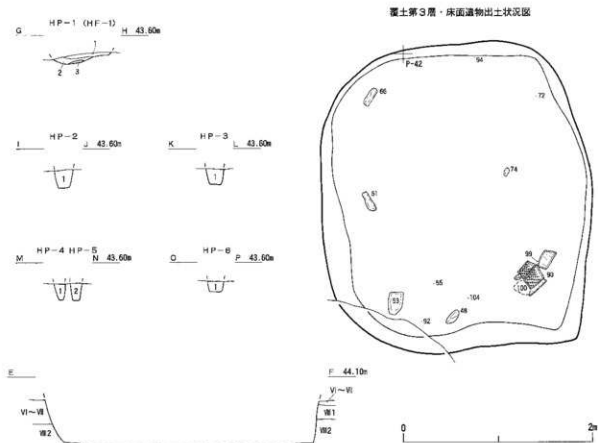 覆土第3層・床面遺物出土状況図
HP-1 (HF-1)
G H 43.60m
1
2 3
HP-2
I J 43.60m
1
HP-3
K L 43.60m
1
HP-4 HP-5
M N 43.60m
1 2
HP-6
O P 43.60m
1
E F 44.10m
VI～VII
VIII2
VI～VII
VIII1
VIII2
P-42
94
66
72
74
51
99
93
100
55
104
53
92
48
0 2m